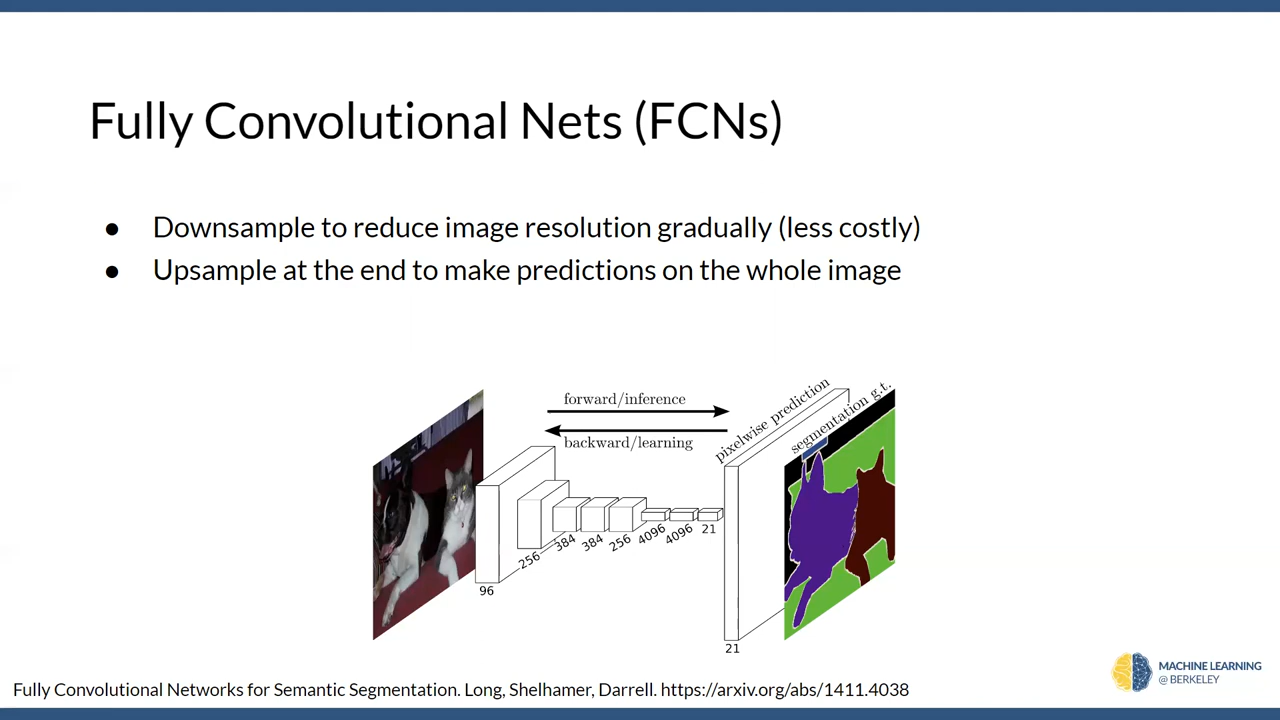 Fully Convolutional Nets (FCNs)
● Downsample to reduce image resolution gradually (less costly)
● Upsample at the end to make predictions on the whole image
forward/inference
backward/learning
pixelwise prediction
segmentation g.t.
96
256
384
384
256
4096
4096
21
21
MACHINE LEARNING
@ BERKELEY
Fully Convolutional Networks for Semantic Segmentation. Long, Shelhamer, Darrell. https://arxiv.org/abs/1411.4038